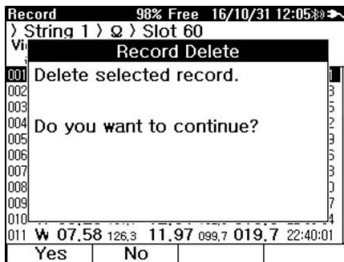 Record 98% Free 16/10/31 12:05
String 1 Ω Slot 60
Record Delete
001 Delete selected record.
002
003
004 Do you want to continue?
005
006
007
008
009
010
011 W 07.58 126,3 11.97 099,7 019.7 22:40:01
Yes No